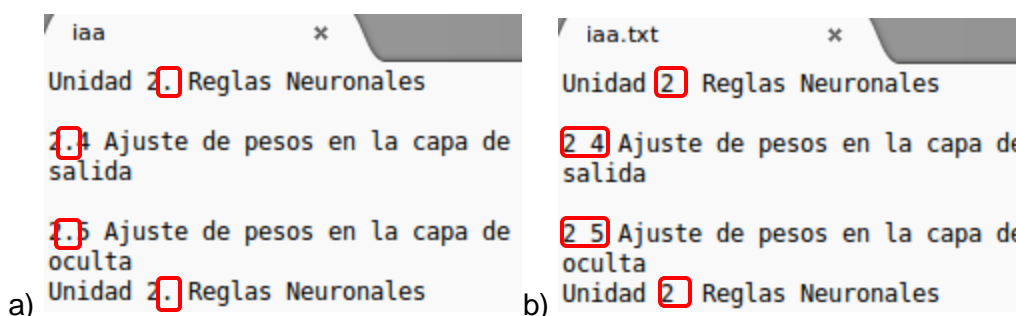 iaa ×
Unidad 2. Reglas Neuronales
2.4 Ajuste de pesos en la capa de
salida
2.5 Ajuste de pesos en la capa de
oculta
Unidad 2. Reglas Neuronales
a)
iaa.txt ×
Unidad 2 Reglas Neuronales
2 4 Ajuste de pesos en la capa de
salida
2 5 Ajuste de pesos en la capa de
oculta
Unidad 2 Reglas Neuronales
b)